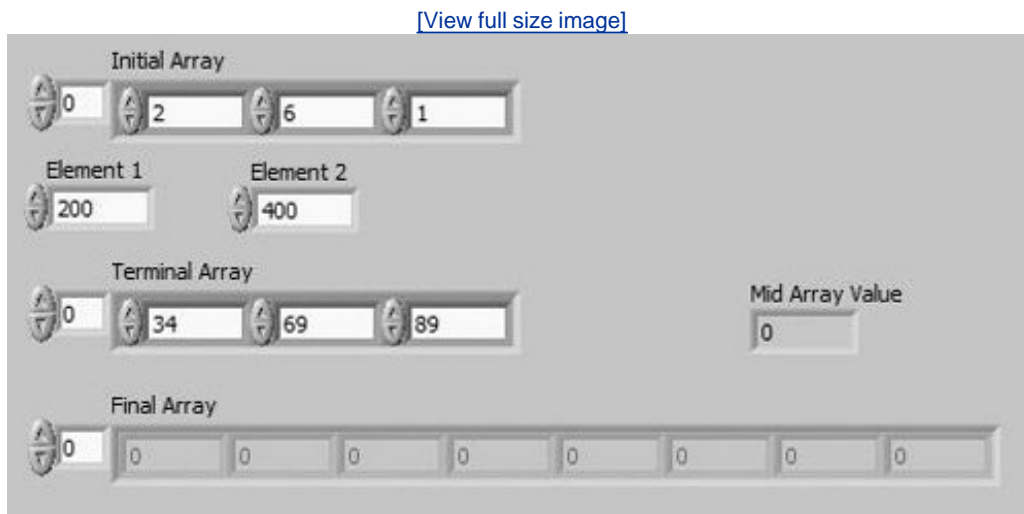 [View full size image]
Initial Array
0 2 6 1
Element 1 Element 2
200 400
Terminal Array
0 34 69 89
Mid Array Value
0
Final Array
0 0 0 0 0 0 0 0 0